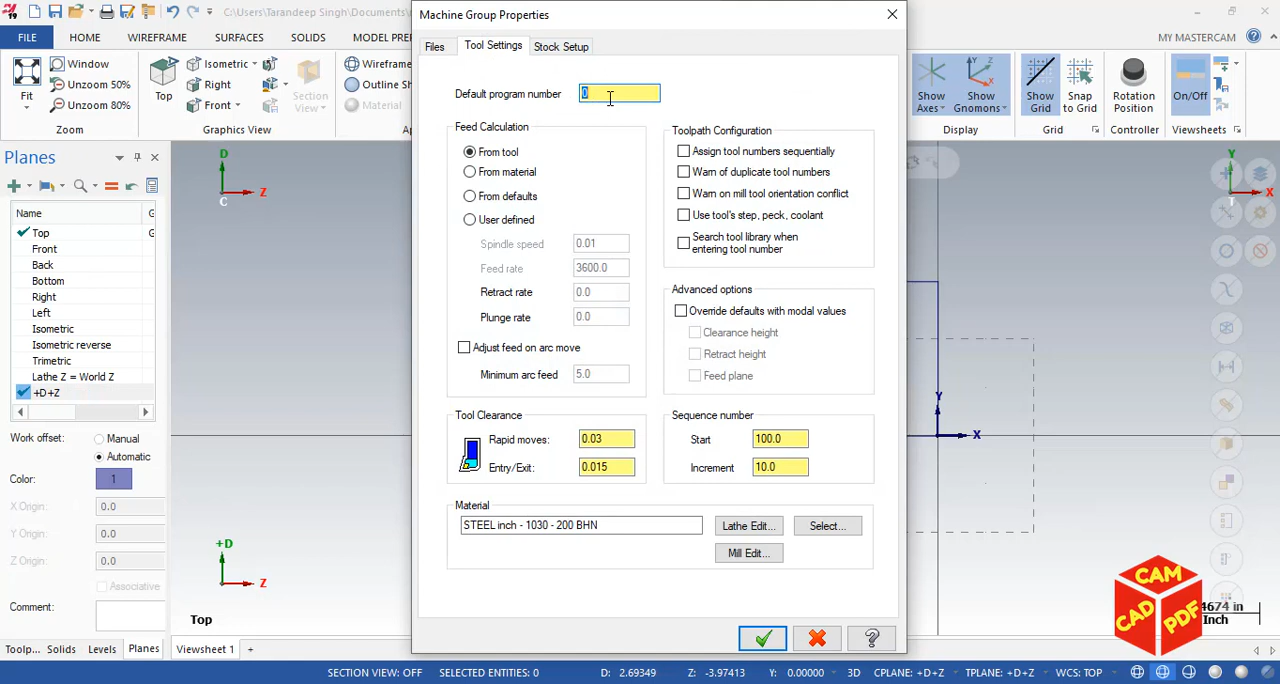 19
C:\Users\Tarandeep Singh\Documents\
Machine Group Properties
FILE HOME WIREFRAME SURFACES SOLIDS MODEL PREP
MY MASTERCAM
Files Tool Settings Stock Setup
Fit
Window
Unzoom 50%
Unzoom 80%
Zoom
Top
Isometric
Right
Front
Section
View
Graphics View
Wireframe
Outline Sh
Material
Ap
Show
Axes
Show
Gnomons
Display
Show
Grid
Snap to
Grid
Grid
Rotation
Position
Controller
On/Off
Viewsheets
Default program number 0
Feed Calculation
From tool
From material
From defaults
User defined
Spindle speed 0.01
Feed rate 3600.0
Retract rate 0.0
Plunge rate 0.0
Adjust feed on arc move
Minimum arc feed 5.0
Toolpath Configuration
Assign tool numbers sequentially
Warn of duplicate tool numbers
Warn on mill tool orientation conflict
Use tool's step, peck, coolant
Search tool library when
entering tool number
Advanced options
Override defaults with modal values
Clearance height
Retract height
Feed plane
Tool Clearance
Rapid moves: 0.03
Entry/Exit: 0.015
Sequence number
Start 100.0
Increment 10.0
Material
STEEL inch - 1030 - 200 BHN
Lathe Edit...
Select...
Mill Edit...
Planes
Name G
Top G
Front
Back
Bottom
Right
Left
Isometric
Isometric reverse
Trimetric
Lathe Z = World Z
+D+Z
Work offset: Manual
Automatic
Color: 1
X Origin: 0.0
Y Origin: 0.0
Z Origin: 0.0
Associative
Comment:
Toolp... Solids Levels Planes
D
Z
C
+D
Z
Top
Y
X
Y
X
T
Viewsheet 1 +
CAM
CAD
PDF
4674 in
Inch
SECTION VIEW: OFF SELECTED ENTITIES: 0 D: 2.69349 Z: -3.97413 Y: 0.00000 3D CPLANE: +D+Z TPLANE: +D+Z WCS: TOP